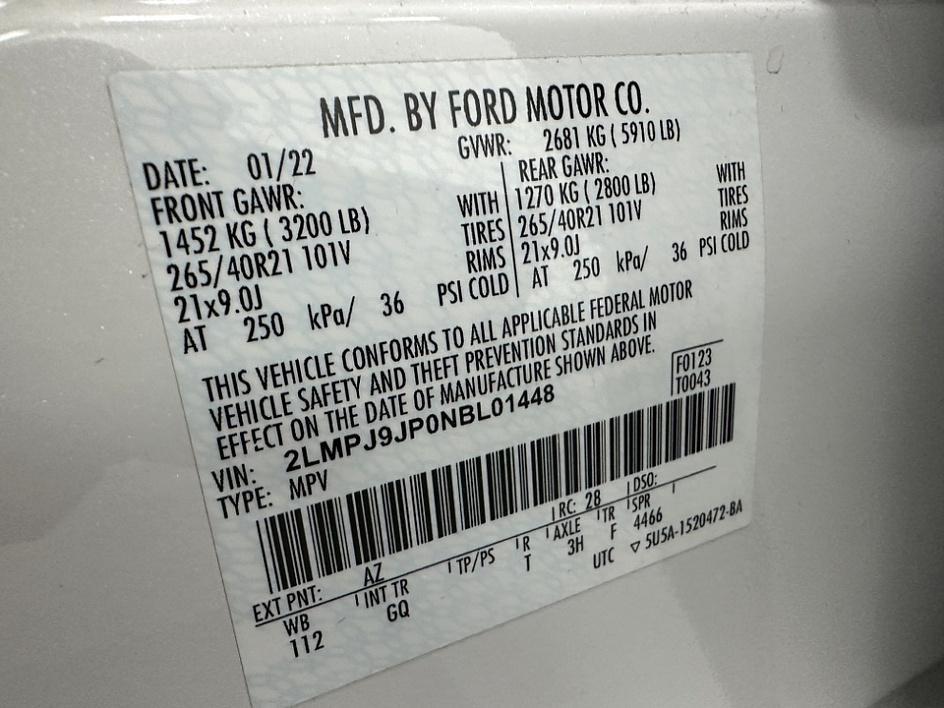 MFD. BY FORD MOTOR CO.
DATE: 01/22 GVWR: 2681 KG ( 5910 LB)
FRONT GAWR: REAR GAWR:
1452 KG ( 3200 LB) WITH 1270 KG ( 2800 LB) WITH
265/40R21 101V TIRES 265/40R21 101V TIRES
21x9.0J RIMS 21x9.0J RIMS
AT 250 kPa/ 36 PSI COLD AT 250 kPa/ 36 PSI COLD
THIS VEHICLE CONFORMS TO ALL APPLICABLE FEDERAL MOTOR
VEHICLE SAFETY AND THEFT PREVENTION STANDARDS IN
EFFECT ON THE DATE OF MANUFACTURE SHOWN ABOVE.
F0123
T0043
VIN: 2LMPJ9JP0NBL01448
TYPE: MPV
EXT PNT: AZ RC: 28 DSO:
WB INT TR TP/PS R AXLE TR SPR
112 GQ T 3H F 4466
UTC ▽ 5U5A-1520472-BA